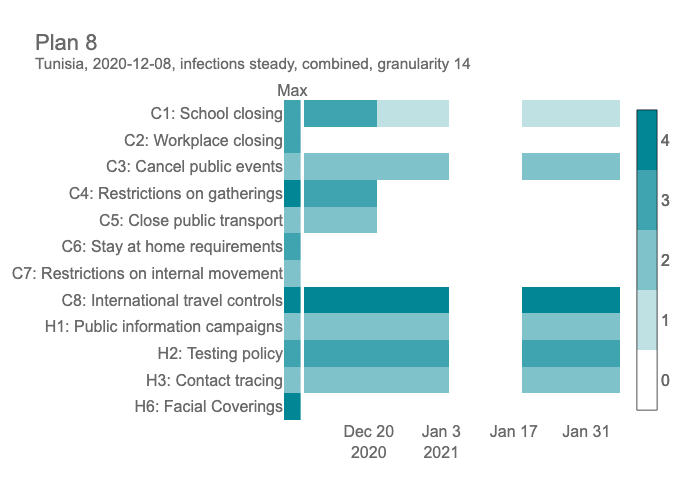 Plan 8
Tunisia, 2020-12-08, infections steady, combined, granularity 14
Max
C1: School closing
C2: Workplace closing
C3: Cancel public events
C4: Restrictions on gatherings
C5: Close public transport
C6: Stay at home requirements
C7: Restrictions on internal movement
C8: International travel controls
H1: Public information campaigns
H2: Testing policy
H3: Contact tracing
H6: Facial Coverings
4
3
2
1
0
Dec 20 Jan 3 Jan 17 Jan 31
2020 2021